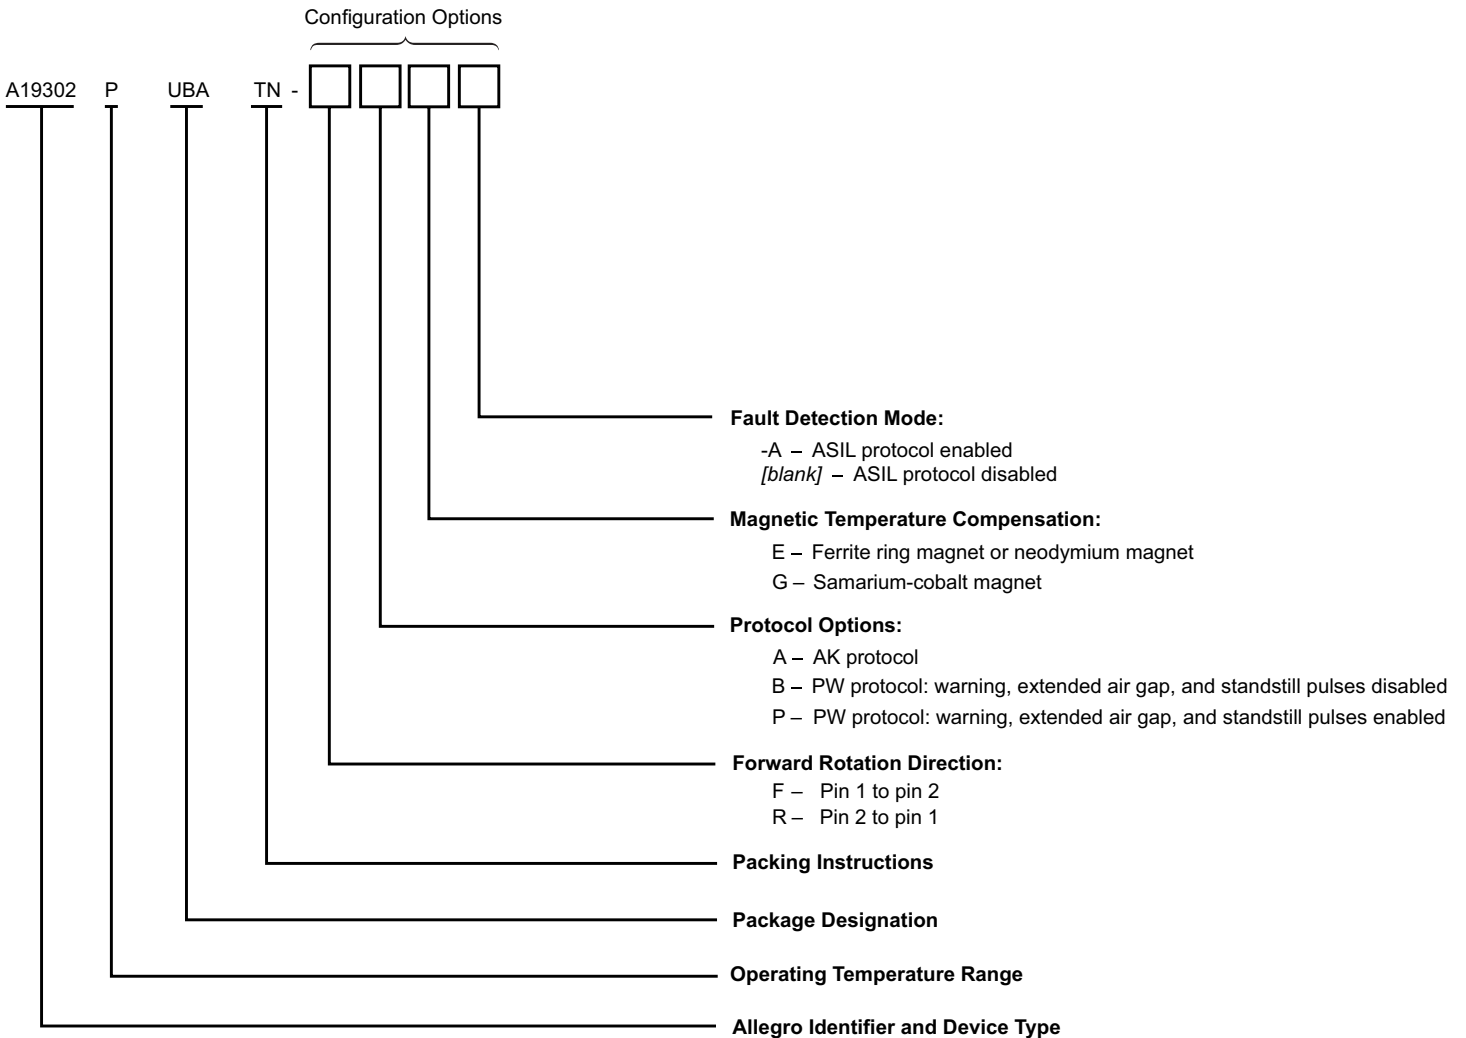 Configuration Options
A19302 P UBA TN -
Fault Detection Mode:
-A – ASIL protocol enabled
[blank] – ASIL protocol disabled
Magnetic Temperature Compensation:
E – Ferrite ring magnet or neodymium magnet
G – Samarium-cobalt magnet
Protocol Options:
A – AK protocol
B – PW protocol: warning, extended air gap, and standstill pulses disabled
P – PW protocol: warning, extended air gap, and standstill pulses enabled
Forward Rotation Direction:
F – Pin 1 to pin 2
R – Pin 2 to pin 1
Packing Instructions
Package Designation
Operating Temperature Range
Allegro Identifier and Device Type